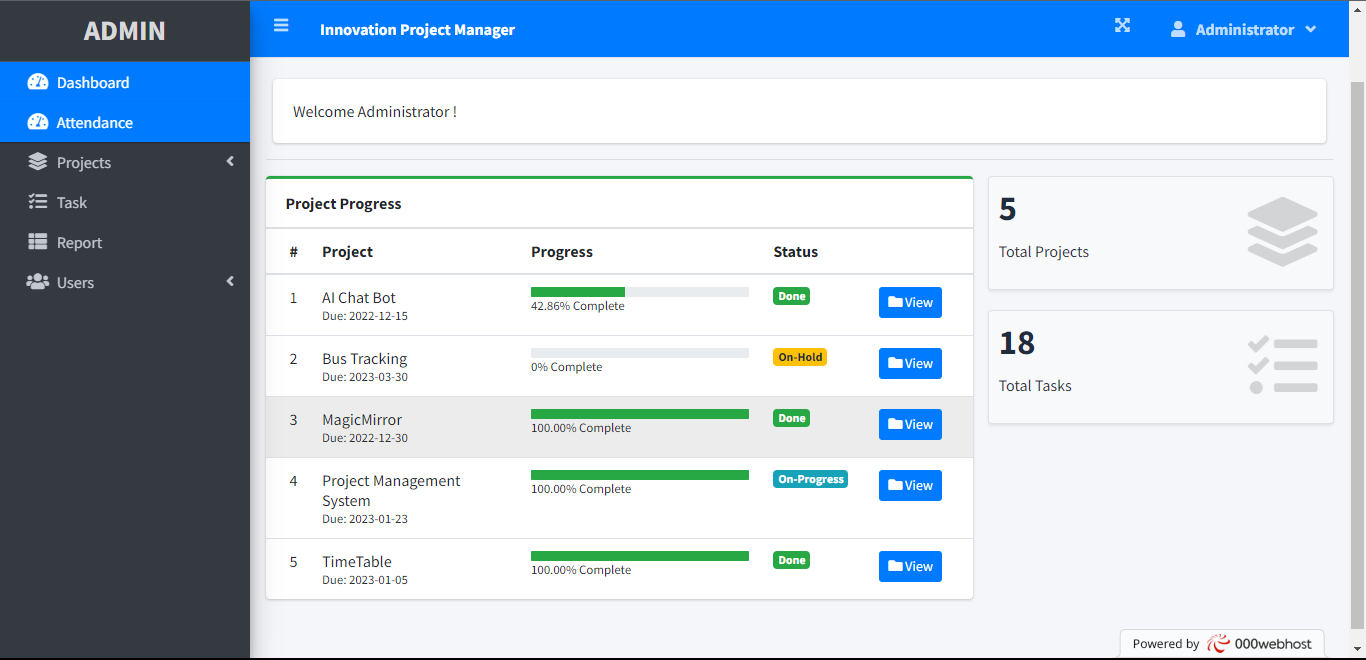 ADMIN
Innovation Project Manager
Administrator
Dashboard
Attendance
Projects
Task
Report
Users
Welcome Administrator !
Project Progress
# Project Progress Status
1 AI Chat Bot 42.86% Complete Done View
Due: 2022-12-15
2 Bus Tracking 0% Complete On-Hold View
Due: 2023-03-30
3 MagicMirror 100.00% Complete Done View
Due: 2022-12-30
4 Project Management 100.00% Complete On-Progress View
System
Due: 2023-01-23
5 TimeTable 100.00% Complete Done View
Due: 2023-01-05
5
Total Projects
18
Total Tasks
Powered by 000webhost